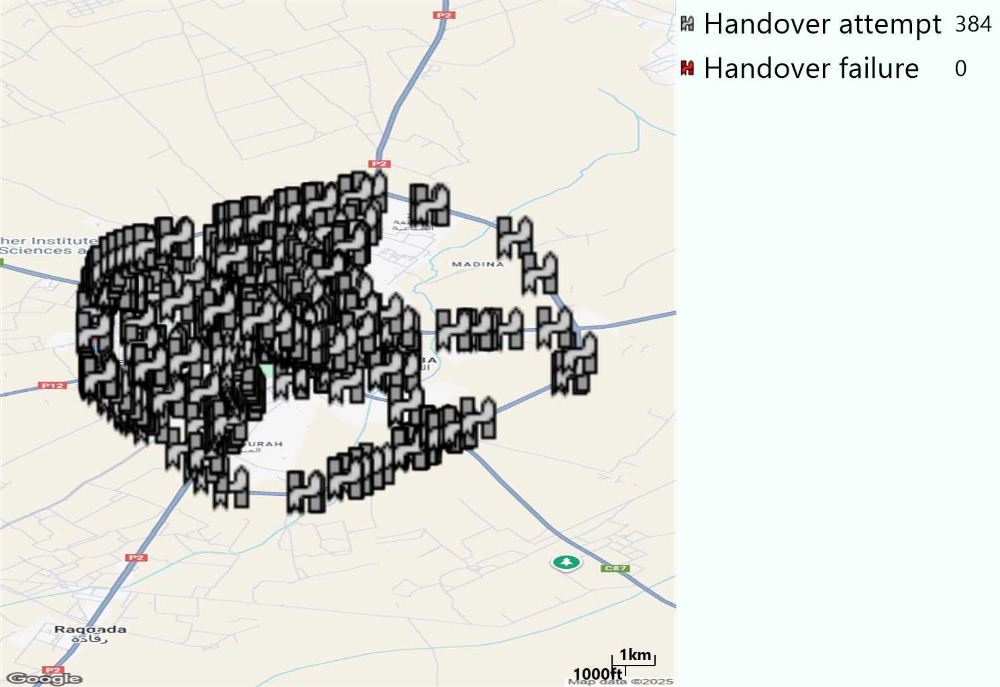 Handover attempt 384
Handover failure 0
P2
P2
her Institute
Sciences a
MADINA
P12
Raqqada
رقادة
P2
C87
P2
1km
1000ft
Google
Map data ©2025